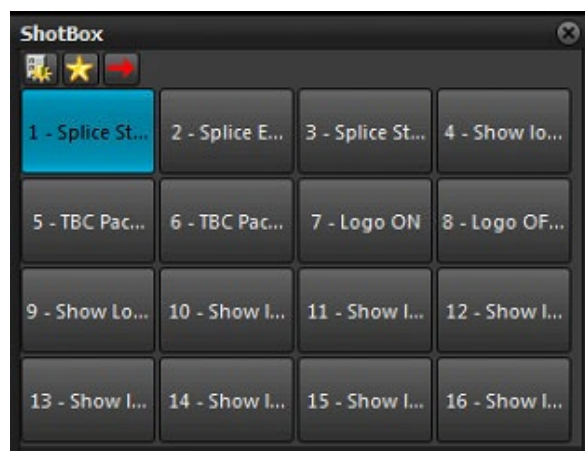 ShotBox
1 - Splice St...
2 - Splice E...
3 - Splice St...
4 - Show lo...
5 - TBC Pac...
6 - TBC Pac...
7 - Logo ON
8 - Logo OF...
9 - Show Lo...
10 - Show I...
11 - Show I...
12 - Show I...
13 - Show I...
14 - Show I...
15 - Show I...
16 - Show I...